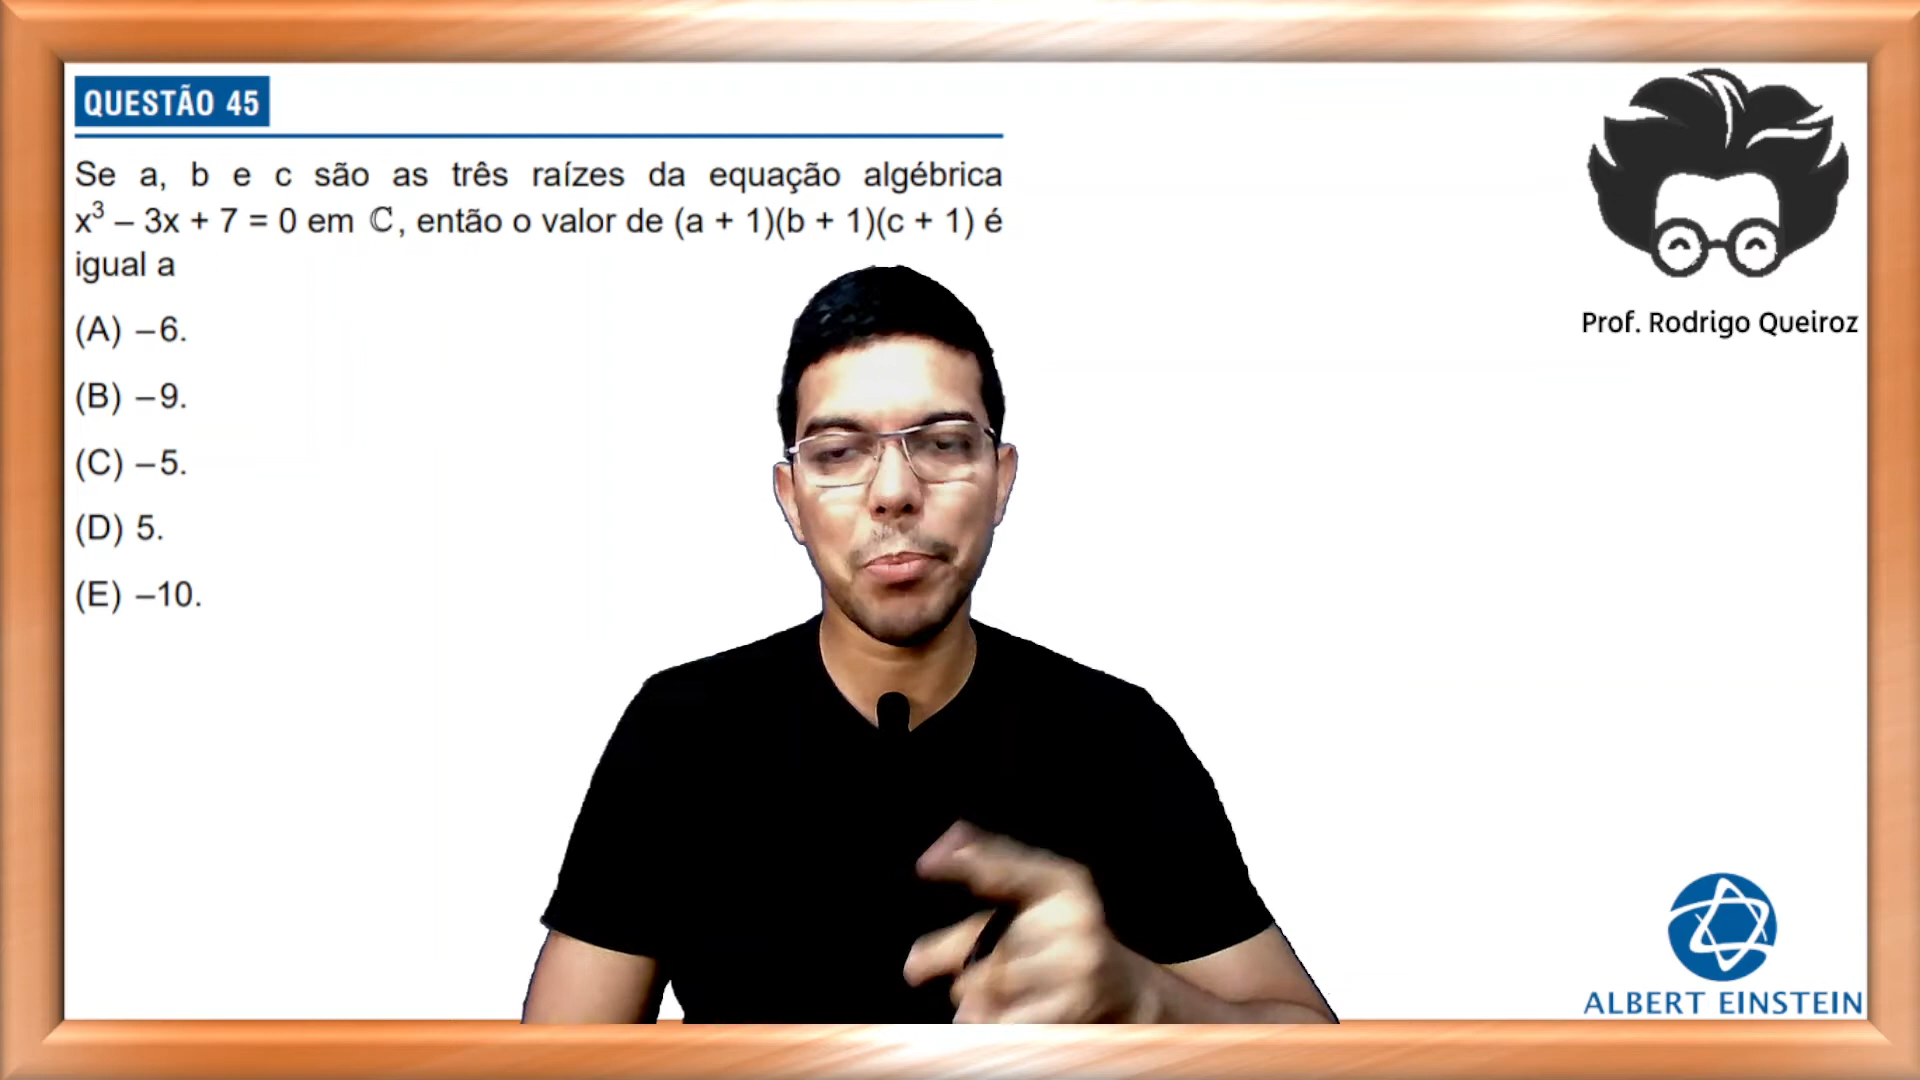 QUESTÃO 45
Se a, b e c são as três raízes da equação algébrica
x³ – 3x + 7 = 0 em ℂ, então o valor de (a + 1)(b + 1)(c + 1) é
igual a
(A) –6.
(B) –9.
(C) –5.
(D) 5.
(E) –10.
Prof. Rodrigo Queiroz
ALBERT EINSTEIN